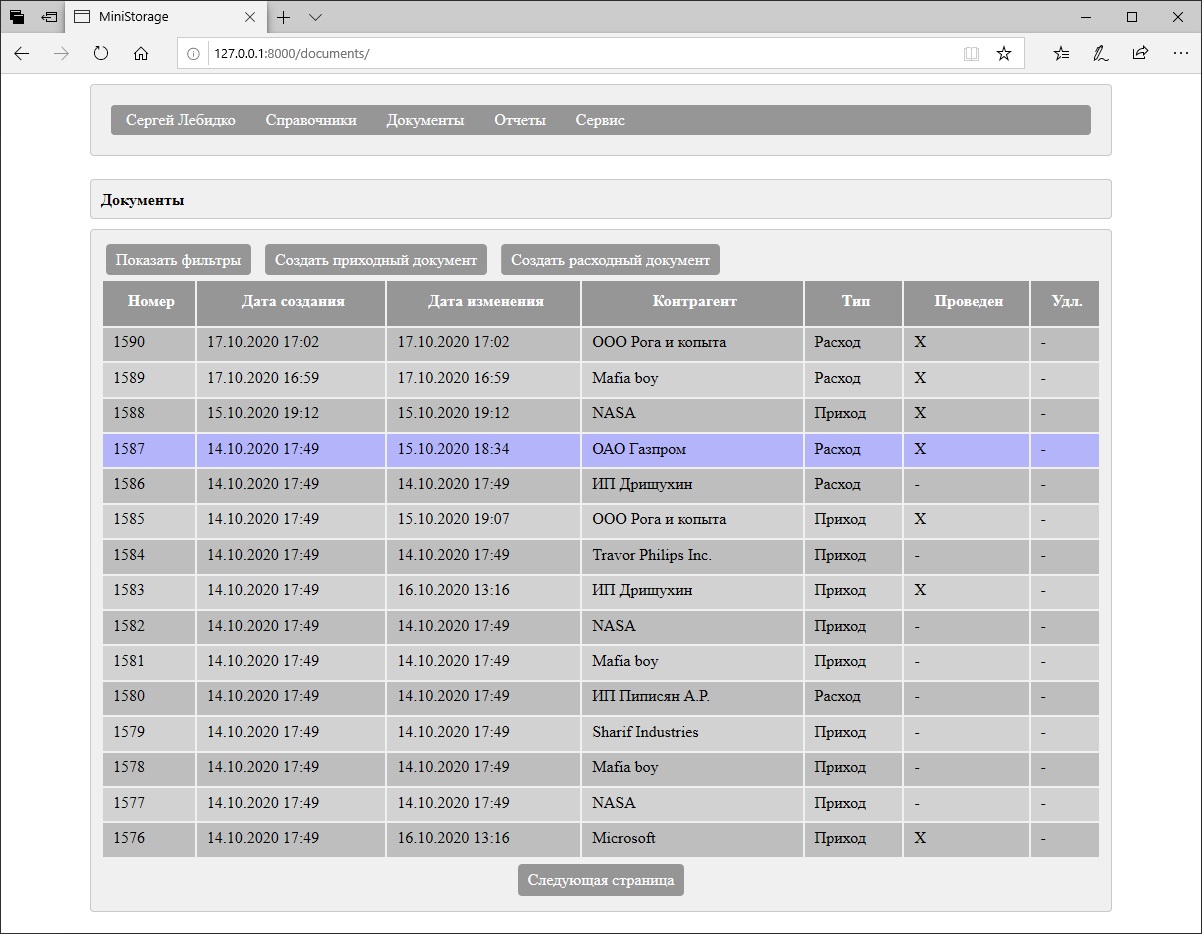 MiniStorage
127.0.0.1:8000/documents/
Сергей Лебидко Справочники Документы Отчеты Сервис
Документы
Показать фильтры Создать приходный документ Создать расходный документ
Номер Дата создания Дата изменения Контрагент Тип Проведен Удл.
1590 17.10.2020 17:02 17.10.2020 17:02 ООО Рога и копыта Расход X -
1589 17.10.2020 16:59 17.10.2020 16:59 Mafia boy Расход X -
1588 15.10.2020 19:12 15.10.2020 19:12 NASA Приход X -
1587 14.10.2020 17:49 15.10.2020 18:34 ОАО Газпром Расход X -
1586 14.10.2020 17:49 14.10.2020 17:49 ИП Дрищухин Расход - -
1585 14.10.2020 17:49 15.10.2020 19:07 ООО Рога и копыта Приход X -
1584 14.10.2020 17:49 14.10.2020 17:49 Travor Philips Inc. Приход - -
1583 14.10.2020 17:49 16.10.2020 13:16 ИП Дрищухин Приход X -
1582 14.10.2020 17:49 14.10.2020 17:49 NASA Приход - -
1581 14.10.2020 17:49 14.10.2020 17:49 Mafia boy Приход - -
1580 14.10.2020 17:49 14.10.2020 17:49 ИП Пиписян А.Р. Расход - -
1579 14.10.2020 17:49 14.10.2020 17:49 Sharif Industries Приход - -
1578 14.10.2020 17:49 14.10.2020 17:49 Mafia boy Приход - -
1577 14.10.2020 17:49 14.10.2020 17:49 NASA Приход - -
1576 14.10.2020 17:49 16.10.2020 13:16 Microsoft Приход X -
Следующая страница